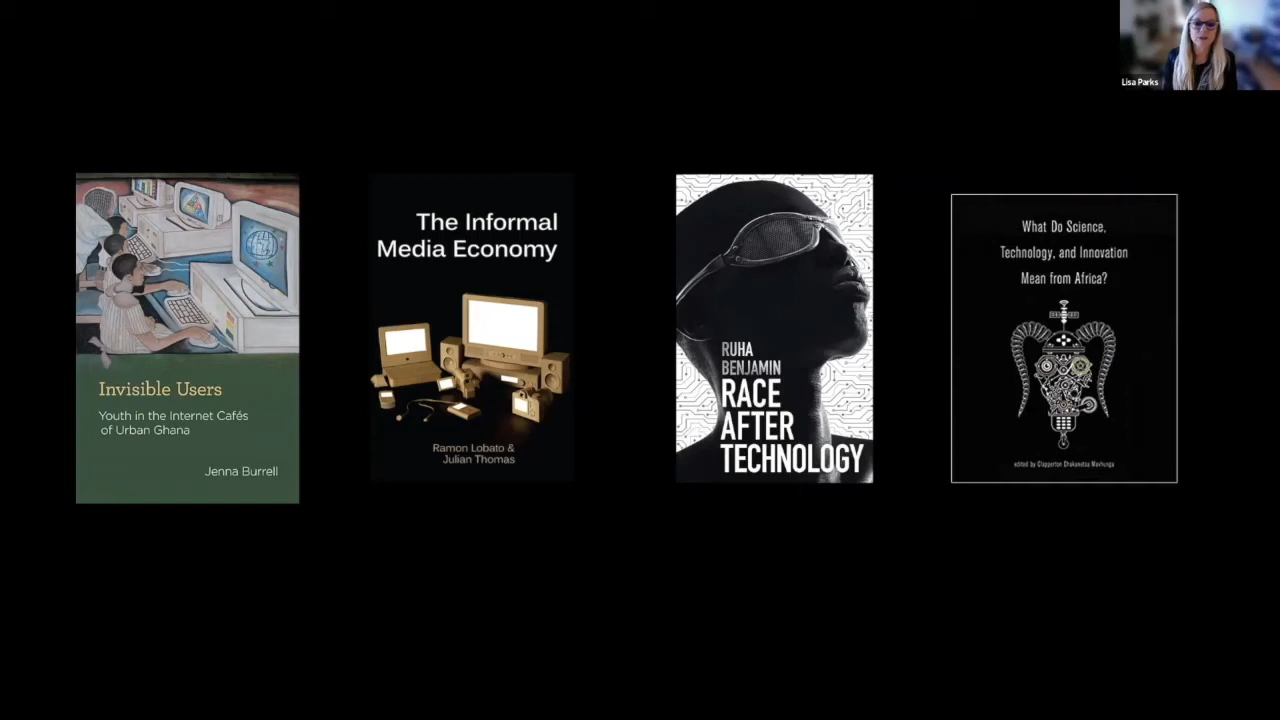 Lisa Parks
Invisible Users
Youth in the Internet Cafés
of Urban Ghana
Jenna Burrell
The Informal
Media Economy
Ramon Lobato &
Julian Thomas
RUHA
BENJAMIN
RACE
AFTER
TECHNOLOGY
What Do Science,
Technology, and Innovation
Mean from Africa?
edited by Clapperton Chakanetsa Mavhunga